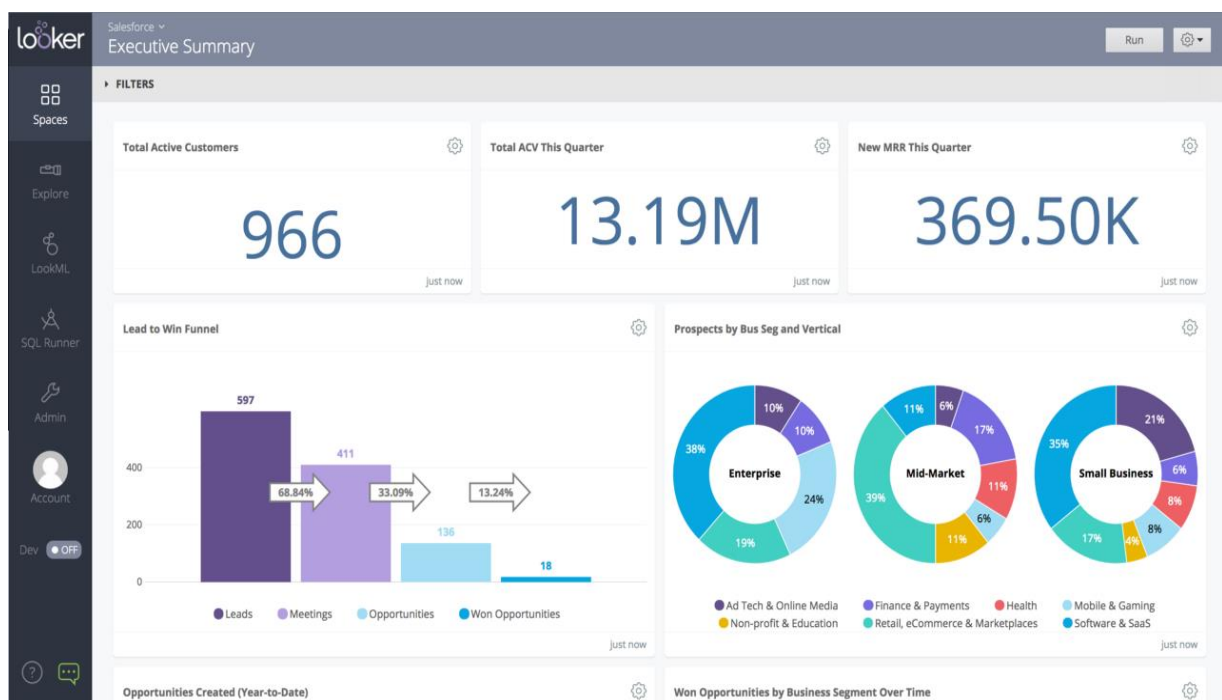 looker
Salesforce
Executive Summary
Run
FILTERS
Spaces
Explore
LookML
SQL Runner
Admin
Account
Dev OFF
?
Total Active Customers
966
just now
Total ACV This Quarter
13.19M
just now
New MRR This Quarter
369.50K
just now
Lead to Win Funnel
597
411
136
18
68.84%
33.09%
13.24%
400
200
0
Leads Meetings Opportunities Won Opportunities
just now
Prospects by Bus Seg and Vertical
Enterprise
10%
10%
24%
19%
38%
Mid-Market
6%
17%
11%
6%
11%
39%
11%
Small Business
21%
6%
8%
8%
4%
17%
35%
Ad Tech & Online Media Finance & Payments Health Mobile & Gaming
Non-profit & Education Retail, eCommerce & Marketplaces Software & SaaS
just now
Opportunities Created (Year-to-Date)
Won Opportunities by Business Segment Over Time